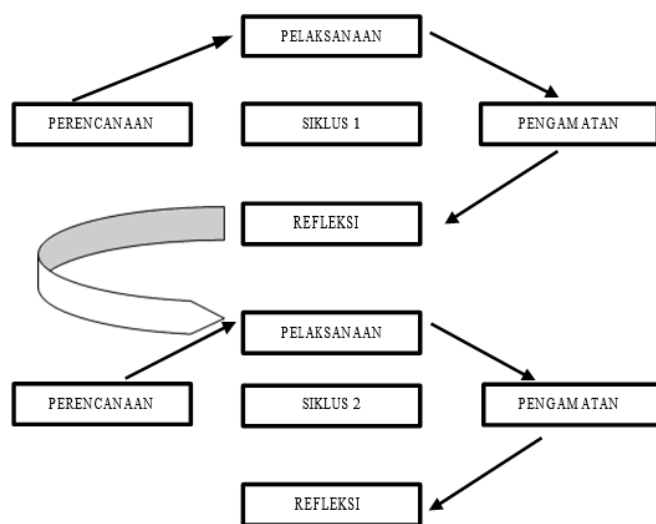 PELAKSANAAN
PERENCANAAN
SIKLUS 1
PENGAMATAN
REFLEKSI
PELAKSANAAN
PERENCANAAN
SIKLUS 2
PENGAMATAN
REFLEKSI